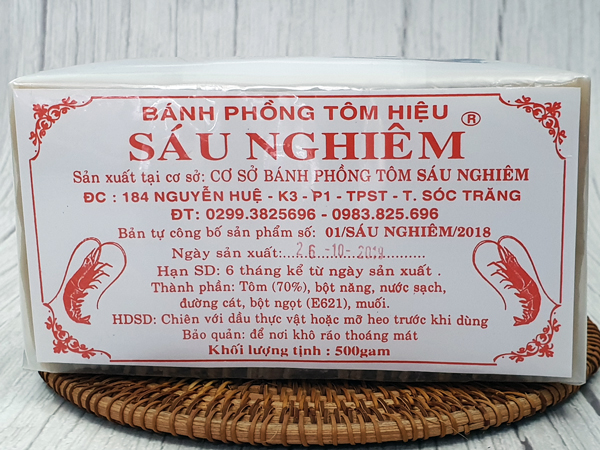 BÁNH PHỒNG TÔM HIỆU
SÁU NGHIÊM ®
Sản xuất tại cơ sở: CƠ SỞ BÁNH PHỒNG TÔM SÁU NGHIÊM
ĐC : 184 NGUYỄN HUỆ - K3 - P1 - TPST - T. SÓC TRĂNG
ĐT: 0299.3825696 - 0983.825.696
Bản tự công bố sản phẩm số: 01/SÁU NGHIÊM/2018
Ngày sản xuất:...26.-10-.2018..........
Hạn SD: 6 tháng kể từ ngày sản xuất .
Thành phần: Tôm (70%), bột năng, nước sạch,
đường cát, bột ngọt (E621), muối.
HDSD: Chiên với dầu thực vật hoặc mỡ heo trước khi dùng
Bảo quản: để nơi khô ráo thoáng mát
Khối lượng tịnh : 500gam